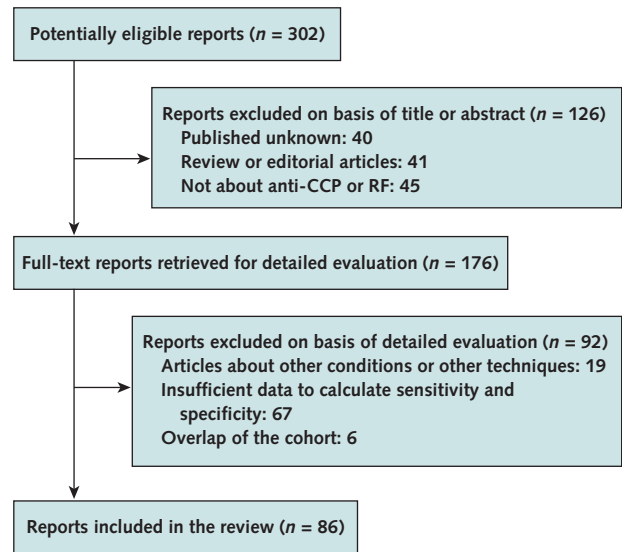 Potentially eligible reports (n = 302)
Reports excluded on basis of title or abstract (n = 126)
Published unknown: 40
Review or editorial articles: 41
Not about anti-CCP or RF: 45
Full-text reports retrieved for detailed evaluation (n = 176)
Reports excluded on basis of detailed evaluation (n = 92)
Articles about other conditions or other techniques: 19
Insufficient data to calculate sensitivity and
specificity: 67
Overlap of the cohort: 6
Reports included in the review (n = 86)